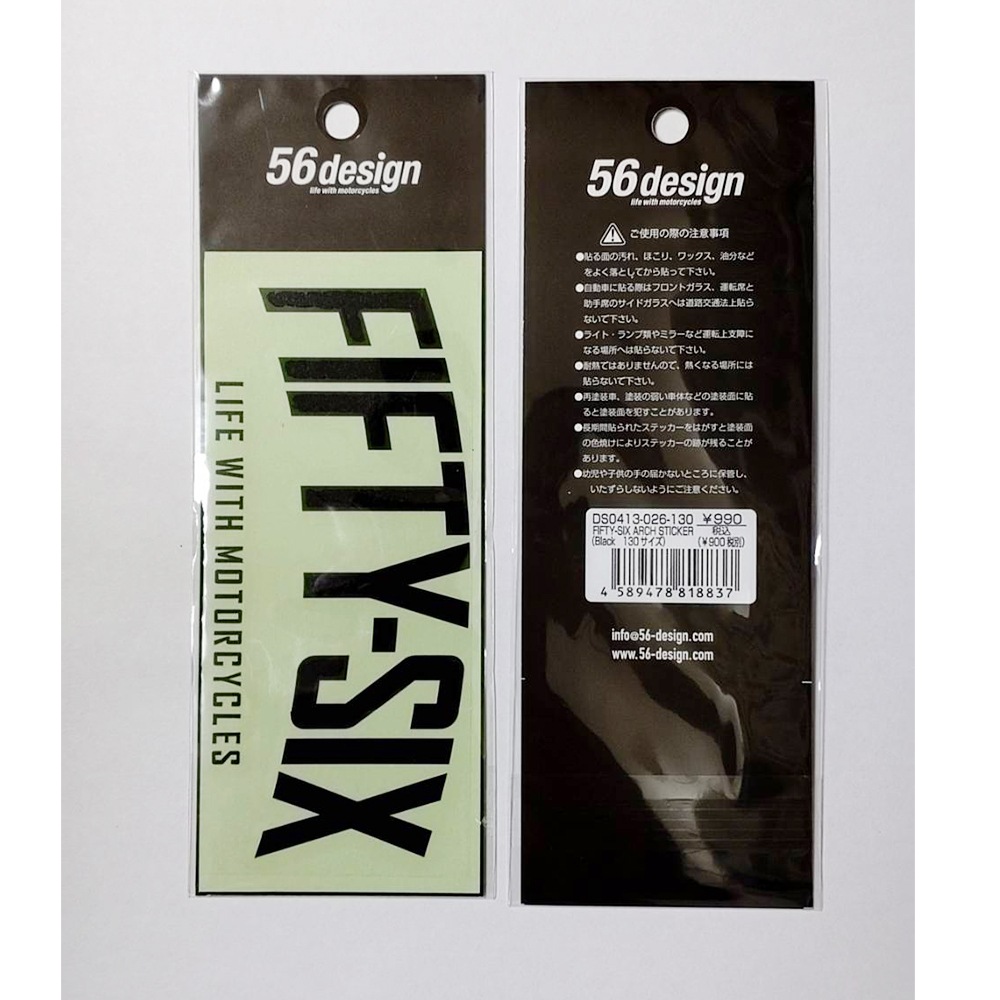 56design
life with motorcycles
FIFTY-SIX
LIFE WITH MOTORCYCLES
56design
life with motorcycles
ご使用の際の注意事項
●貼る面の汚れ、ほこり、ワックス、油分など
をよく落としてから貼って下さい。
●自動車に貼る際はフロントガラス、運転席と
助手席のサイドガラスへは道路交通法上貼ら
ないで下さい。
●ライト・ランプ類やミラーなど運転上支障に
なる場所へは貼らないて下さい。
●耐熱ではありませんので、熱くなる場所には
貼らないて下さい。
●再塗装車、塗装の弱い車体などの塗装面に貼
ると塗装面を犯すことがあります。
●長期間貼られたステッカーをはがすと塗装面
の色焼けによりステッカーの跡が残ることが
あります。
●幼児や子供の手の届かないところに保管し、
いたずらしないようにご注意ください。
DS0413-026-130 ¥990
FIFTY-SIX ARCH STICKER 税込
(Black 130サイズ) (¥900税別)
4 589478 818837
info@56-design.com
www.56-design.com